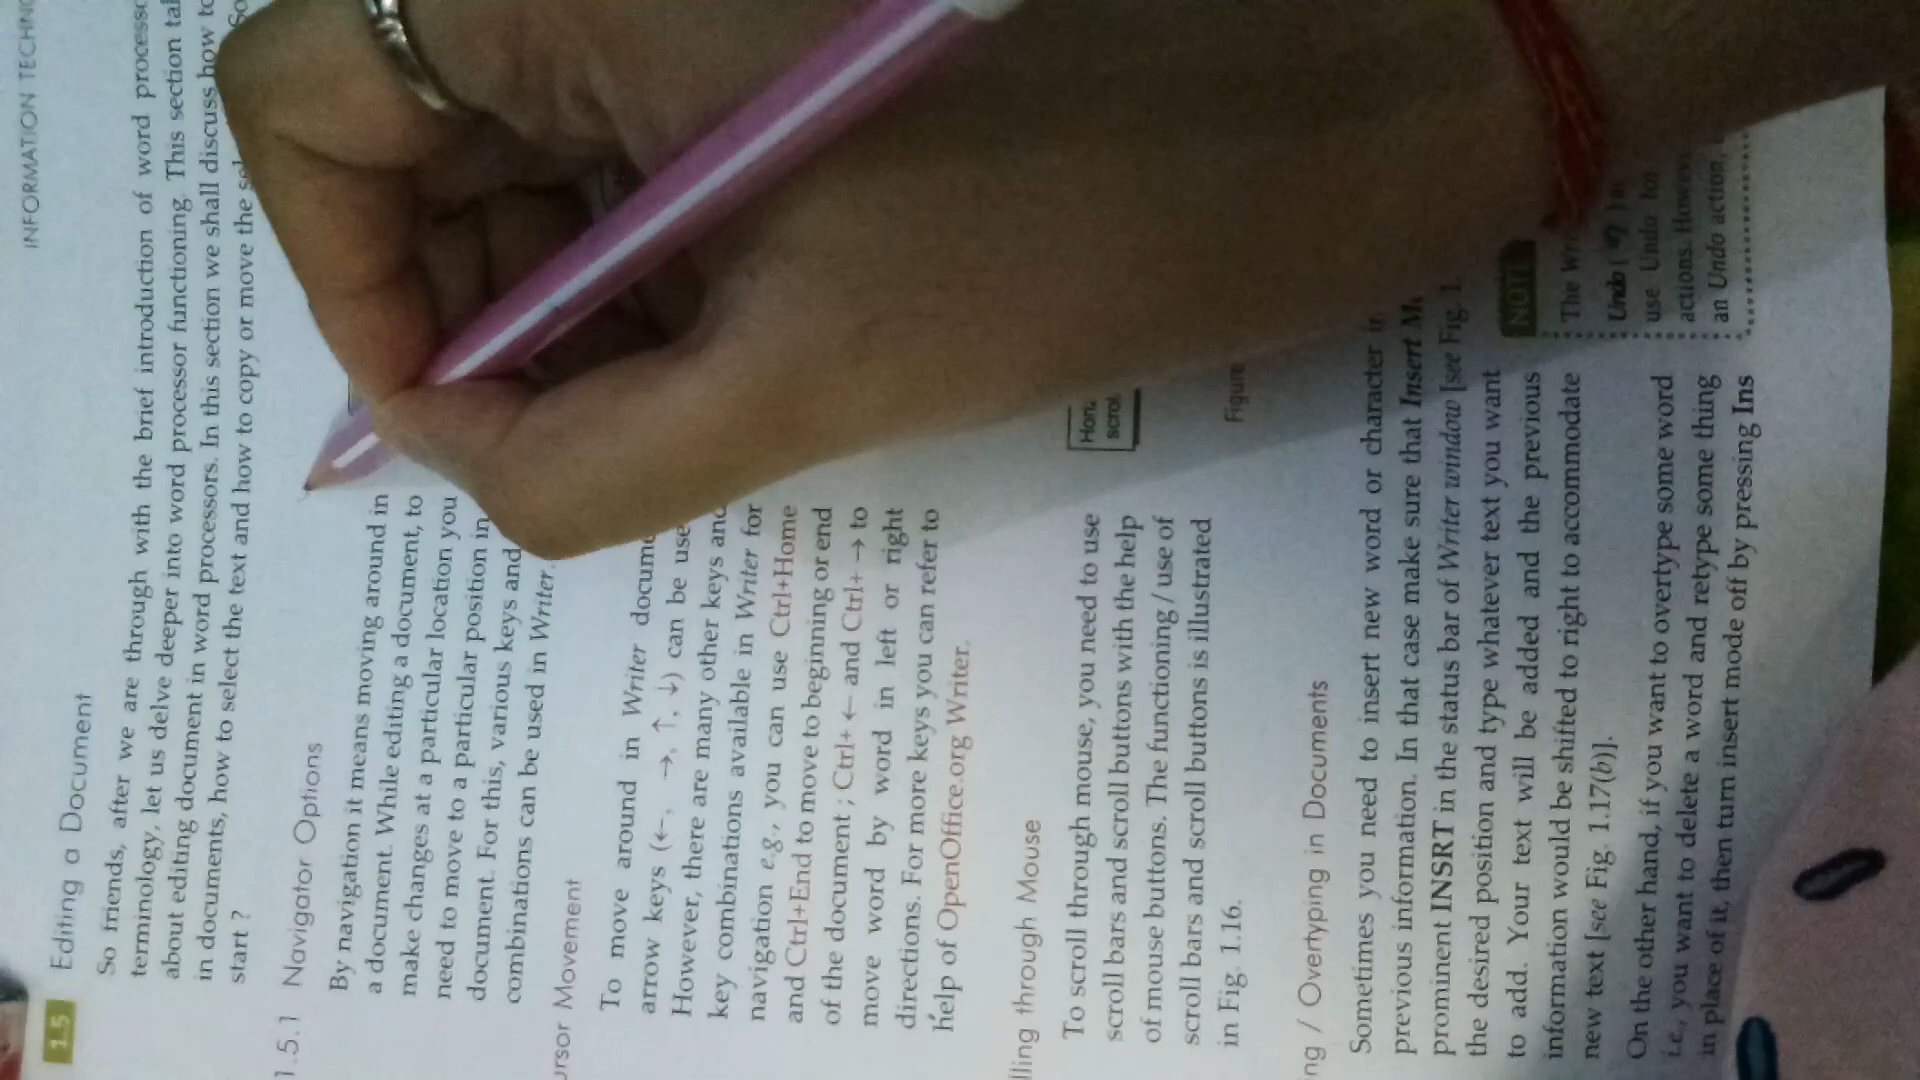 INFORMATION TECHNO
1.5 Editing a Document
So friends, after we are through with the brief introduction of word
terminology, let us delve deeper into word processor functioning. This section
about editing document in word processors. In this section we shall discuss how to
in documents, how to select the text and how to copy or move the
start ?
1.5.1 Navigator Options
By navigation it means moving around in
a document. While editing a document, to
make changes at a particular location you
need to move to a particular position in
document. For this, various keys and
combinations can be used in Writer.
ursor Movement
To move around in Writer
arrow keys (←, →, ↑, ↓) can be
However, there are many other keys and
key combinations available in Writer for
navigation e.g., you can use Ctrl+Home
and Ctrl+End to move to beginning or end
of the document ; Ctrl+ ← and Ctrl+ → to
move word by word in left or right
directions. For more keys you can refer to
help of OpenOffice.org Writer.
lling through Mouse
To scroll through mouse, you need to use
scroll bars and scroll buttons with the help
of mouse buttons. The functioning / use of
scroll bars and scroll buttons is illustrated
in Fig. 1.16.
Figure
ng / Overtyping in Documents
Sometimes you need to insert new word or character
previous information. In that case make sure that Insert
prominent INSRT in the status bar of Writer window [see Fig. 1.
the desired position and type whatever text you want
to add. Your text will be added and the previous
information would be shifted to right to accommodate
new text [see Fig. 1.17(b)].
On the other hand, if you want to overtype some word
i.e., you want to delete a word and retype some thing
in place of it, then turn insert mode off by pressing Ins
NOTE
The
Undo
use Undo for
actions.
an Undo action,